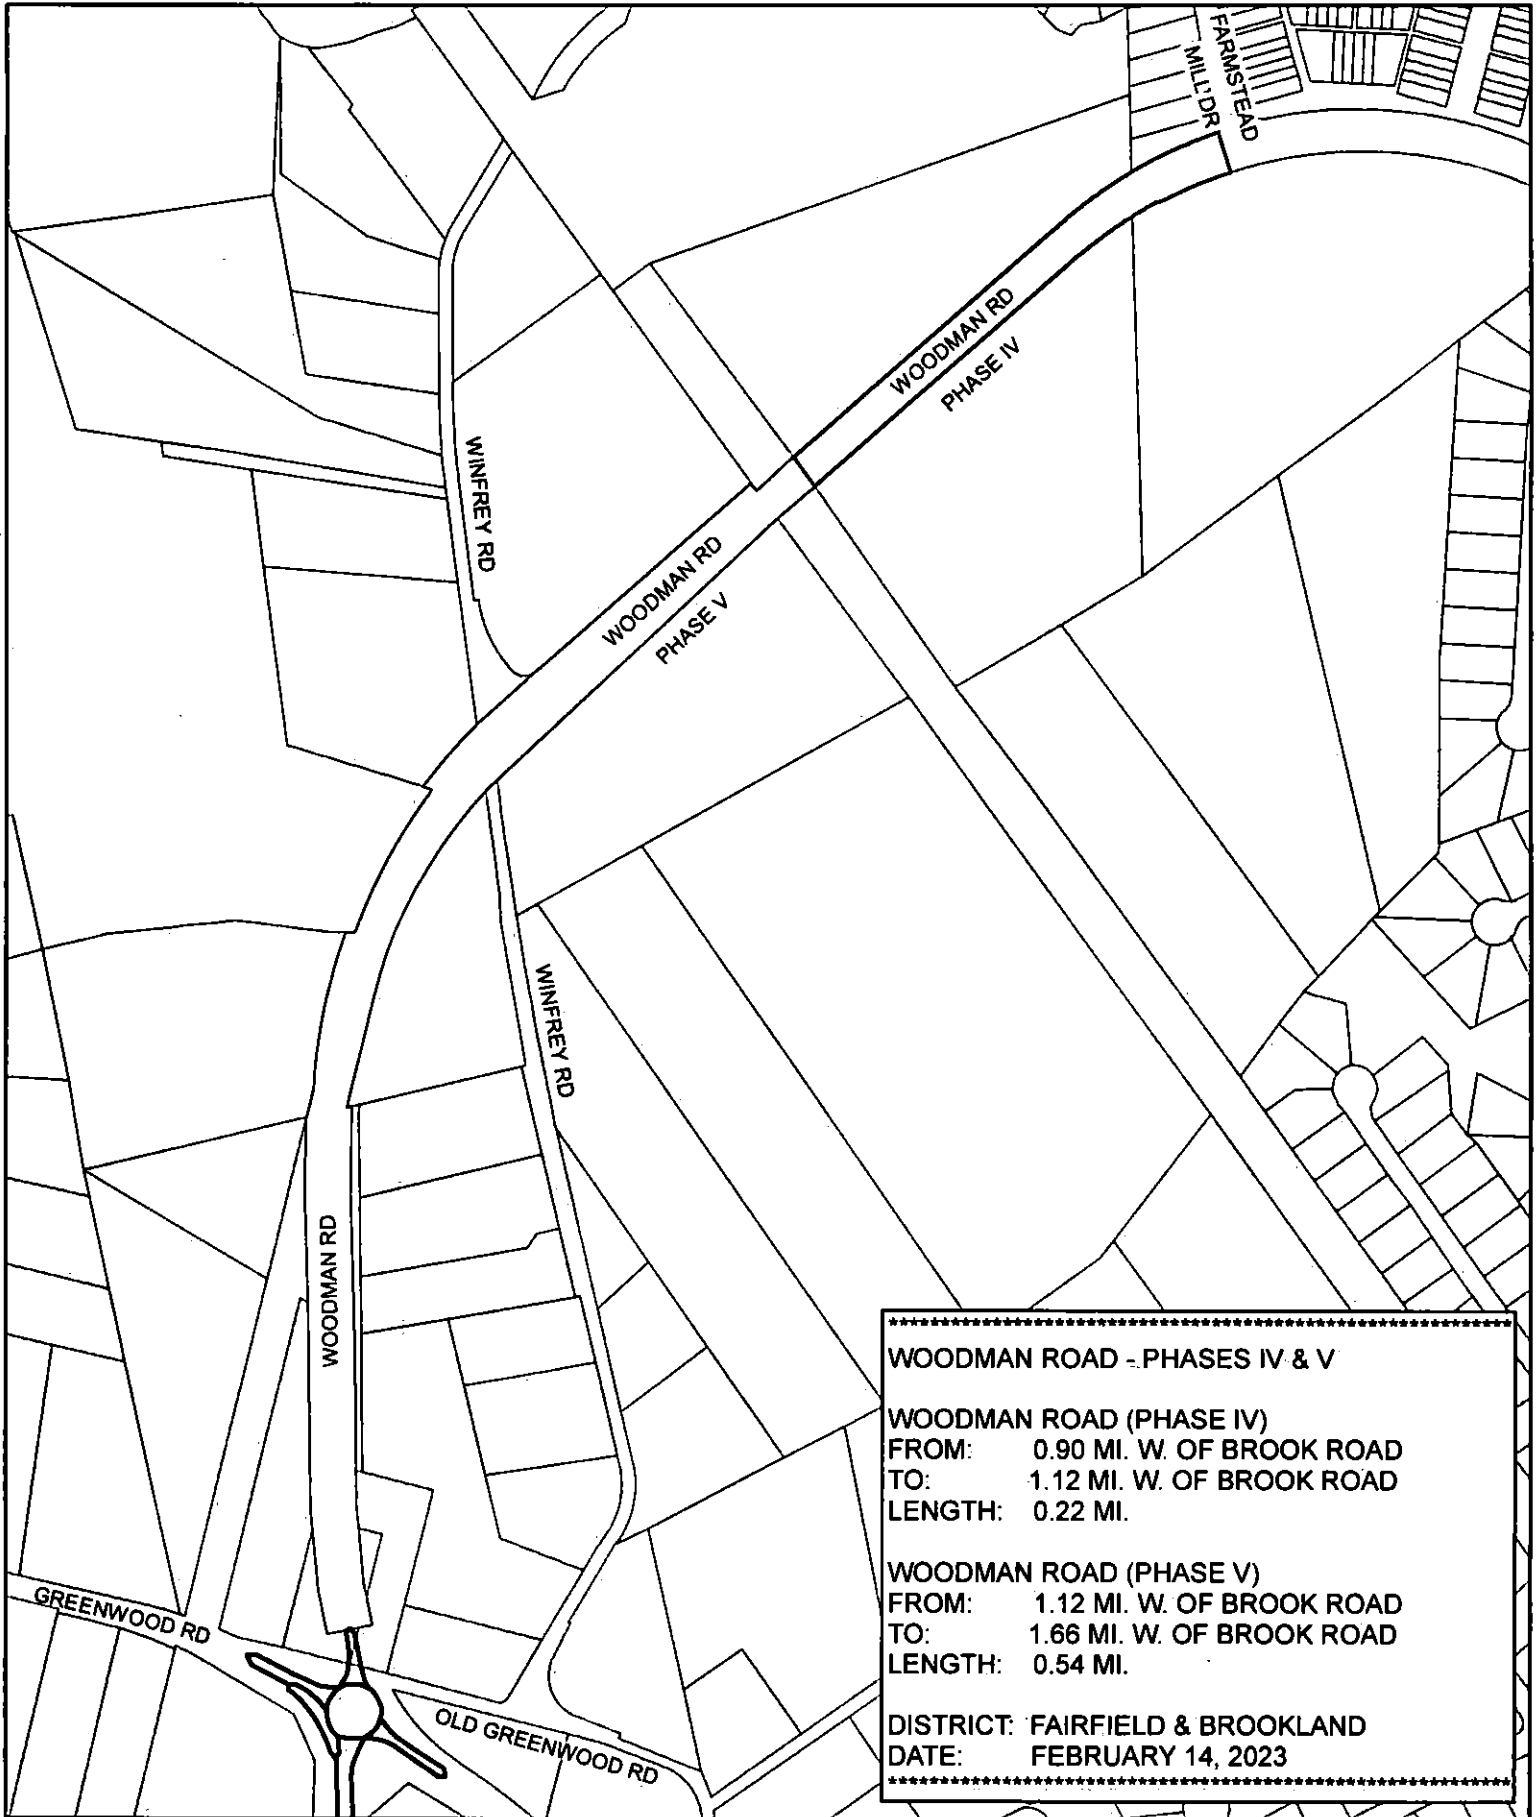 FARMSTEAD
MILL DR
WOODMAN RD
PHASE IV
WINFREY RD
WOODMAN RD
PHASE V
WINFREY RD
WOODMAN RD
GREENWOOD RD
OLD GREENWOOD RD
WOODMAN ROAD - PHASES IV & V
WOODMAN ROAD (PHASE IV)
FROM: 0.90 MI. W. OF BROOK ROAD
TO: 1.12 MI. W. OF BROOK ROAD
LENGTH: 0.22 MI.
WOODMAN ROAD (PHASE V)
FROM: 1.12 MI. W. OF BROOK ROAD
TO: 1.66 MI. W. OF BROOK ROAD
LENGTH: 0.54 MI.
DISTRICT: FAIRFIELD & BROOKLAND
DATE: FEBRUARY 14, 2023